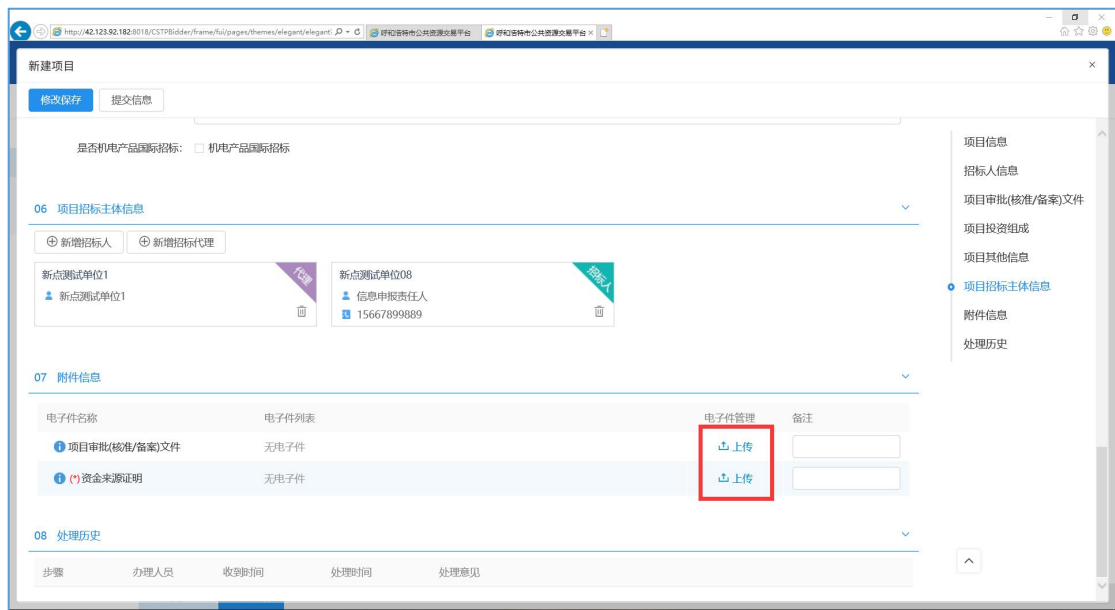 http://42.123.92.182:8018/CSTPBidder/frame/fui/pages/themes/elegant/elegant: 呼和浩特市公共资源交易平台 呼和浩特市公共资源交易平台 ×
新建项目 ×
修改保存 提交信息
是否机电产品国际招标： 机电产品国际招标
06 项目招标主体信息
新增招标人 新增招标代理
新点测试单位1 代理
新点测试单位1
新点测试单位08 招标人
信息申报责任人
15667899889
07 附件信息
电子件名称 电子件列表 电子件管理 备注
项目审批(核准/备案)文件 无电子件 上传
(*)资金来源证明 无电子件 上传
08 处理历史
步骤 办理人员 收到时间 处理时间 处理意见
项目信息
招标人信息
项目审批(核准/备案)文件
项目投资组成
项目其他信息
项目招标主体信息
附件信息
处理历史